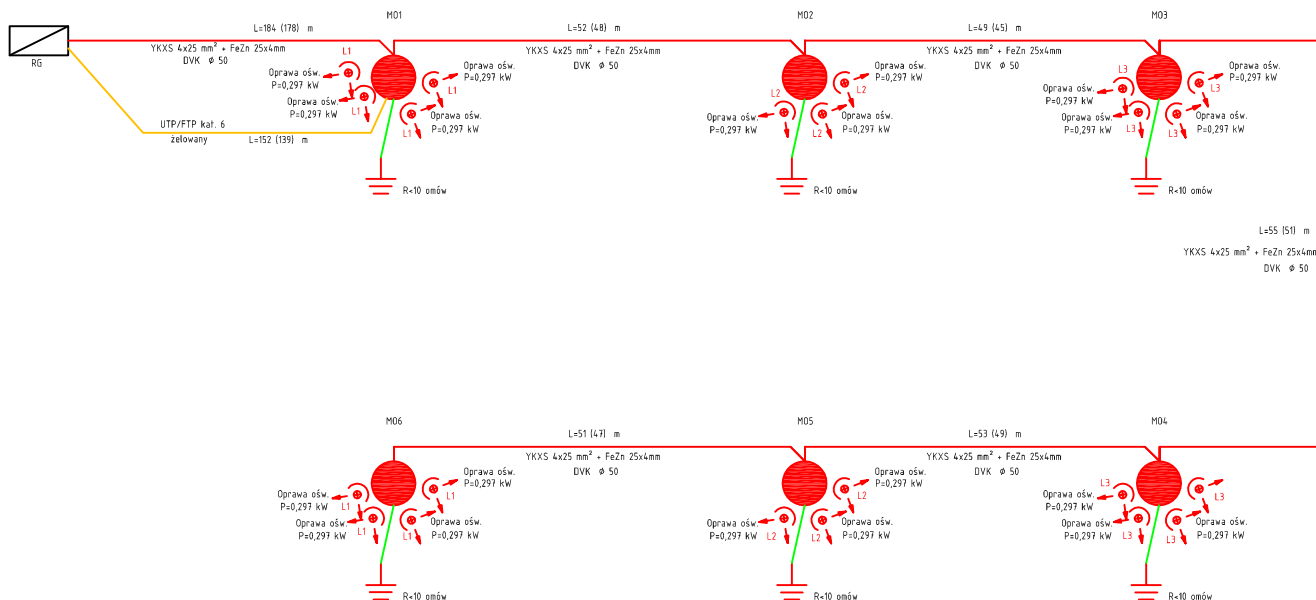 M01
M02
M03
L=184 (178) m
L=52 (48) m
L=49 (45) m
YKXS 4x25 mm² + FeZn 25x4mm
DVK ϕ 50
YKXS 4x25 mm² + FeZn 25x4mm
DVK ϕ 50
YKXS 4x25 mm² + FeZn 25x4mm
DVK ϕ 50
RG
L1
Oprawa ośw.
P=0,297 kW
Oprawa ośw.
P=0,297 kW
L1
Oprawa ośw.
P=0,297 kW
L1
Oprawa ośw.
P=0,297 kW
L1
L2
Oprawa ośw.
P=0,297 kW
Oprawa ośw.
P=0,297 kW
L2
Oprawa ośw.
P=0,297 kW
L2
L3
Oprawa ośw.
P=0,297 kW
Oprawa ośw.
P=0,297 kW
L3
Oprawa ośw.
P=0,297 kW
L3
Oprawa ośw.
P=0,297 kW
L3
UTP/FTP kat. 6
żelowany
L=152 (139) m
R<10 omów
R<10 omów
R<10 omów
L=55 (51) m
YKXS 4x25 mm² + FeZn 25x4mm
DVK ϕ 50
M06
M05
M04
L=51 (47) m
L=53 (49) m
YKXS 4x25 mm² + FeZn 25x4mm
DVK ϕ 50
YKXS 4x25 mm² + FeZn 25x4mm
DVK ϕ 50
Oprawa ośw.
P=0,297 kW
L1
Oprawa ośw.
P=0,297 kW
L1
Oprawa ośw.
P=0,297 kW
L1
Oprawa ośw.
P=0,297 kW
L1
Oprawa ośw.
P=0,297 kW
L2
Oprawa ośw.
P=0,297 kW
L2
Oprawa ośw.
P=0,297 kW
L2
L3
Oprawa ośw.
P=0,297 kW
Oprawa ośw.
P=0,297 kW
L3
L3
Oprawa ośw.
P=0,297 kW
L3
R<10 omów
R<10 omów
R<10 omów